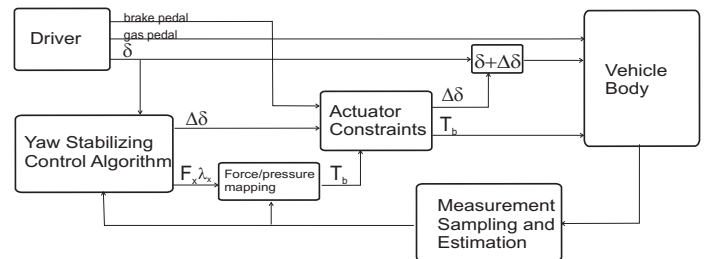 brake pedal
Driver
gas pedal
δ
δ+Δδ
Vehicle
Body
Δδ
Actuator
Constraints
Δδ
T_b
Yaw Stabilizing
Control Algorithm
F_x λ_x
Force/pressure
mapping
T_b
Measurement
Sampling and
Estimation